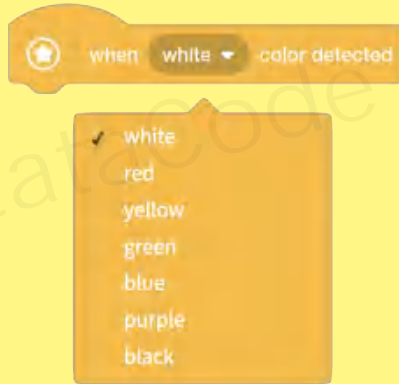 when white color detected
white
red
yellow
green
blue
purple
black